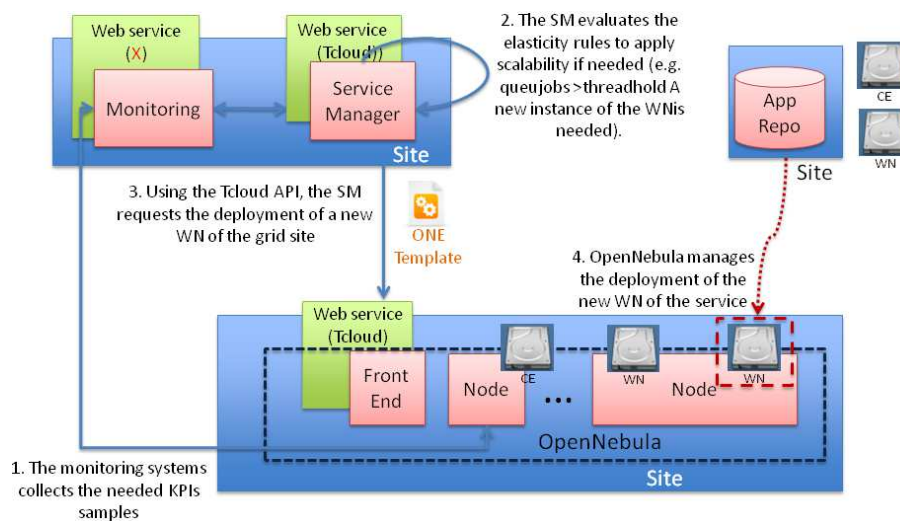 Web service
(X)
Monitoring
Web service
(Tcloud))
Service
Manager
Site
2. The SM evaluates the
elasticity rules to apply
scalability if needed (e.g.
queujobs>threadhold A
new instance of the WNis
needed).
App
Repo
Site
CE
WN
3. Using the Tcloud API, the SM
requests the deployment of a new
WN of the grid site
ONE
Template
4. OpenNebula manages
the deployment of the
new WN of the service
Web service
(Tcloud)
Front
End
Node
CE
...
WN
Node
WN
OpenNebula
Site
1. The monitoring systems
collects the needed KPIs
samples